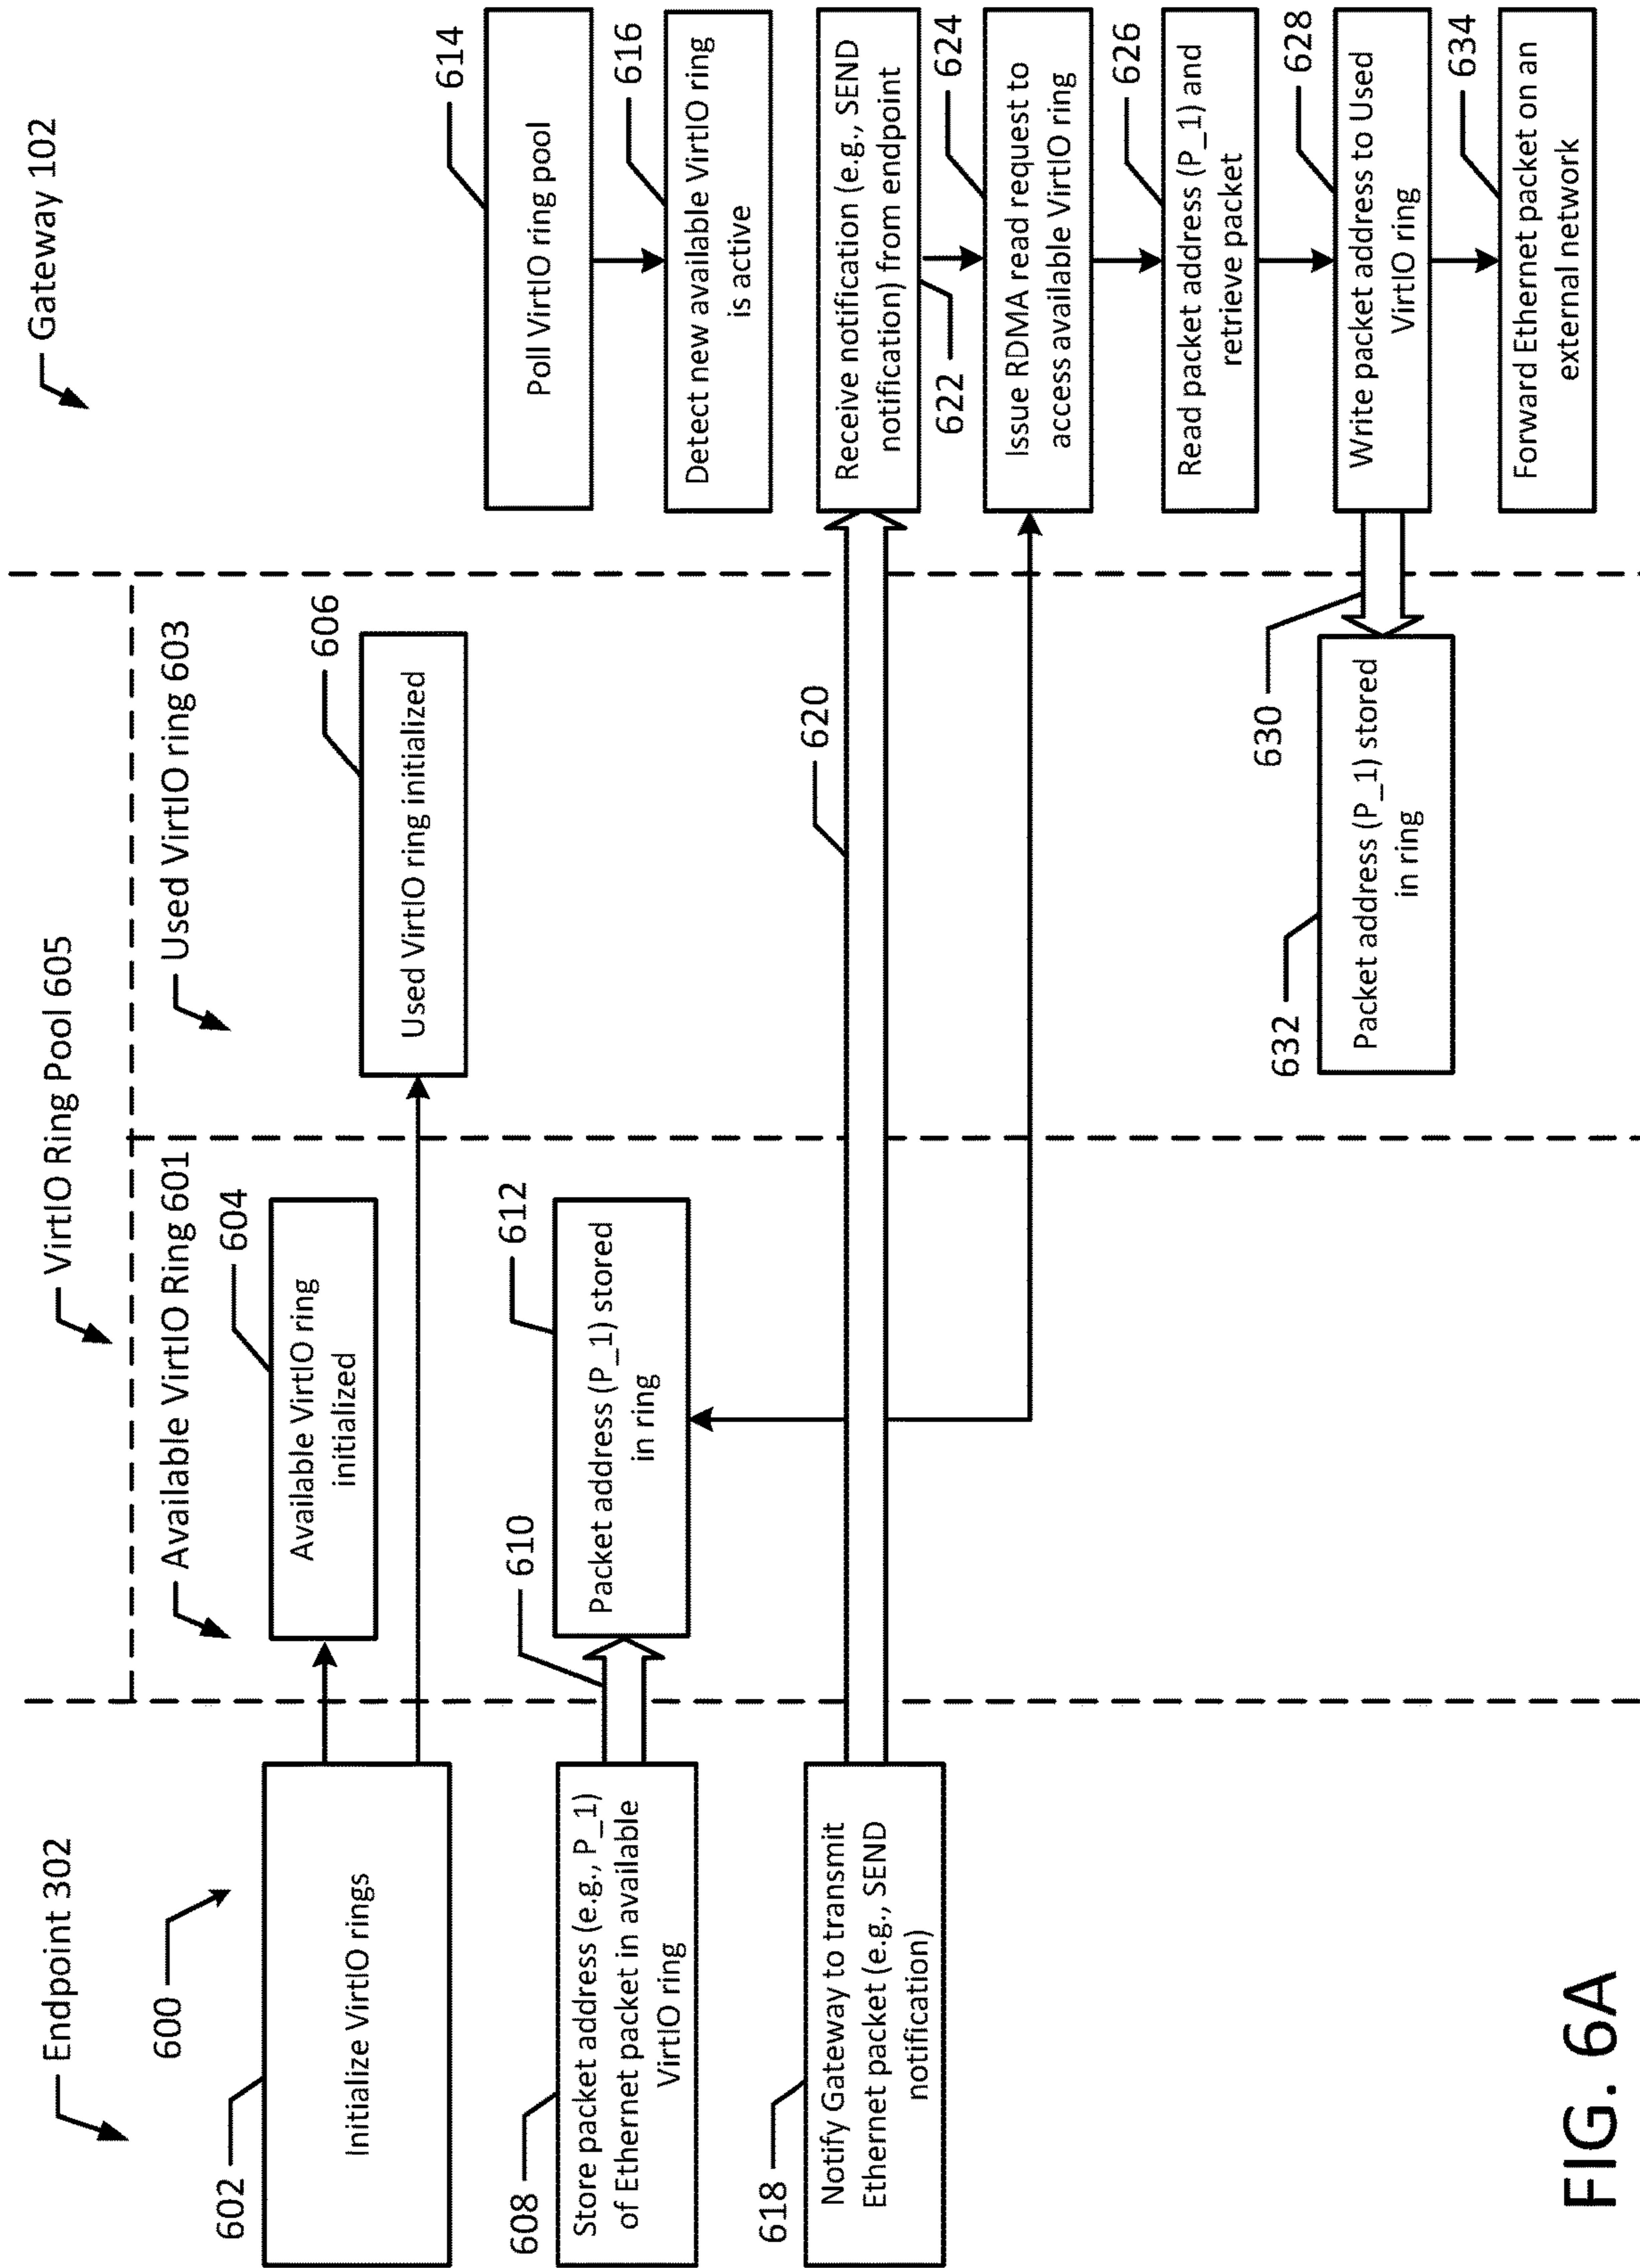 Endpoint 302
VirtIO Ring Pool 605
Gateway 102
600
Available VirtIO Ring 601
Used VirtIO ring 603
602
Initialize VirtIO rings
604
Available VirtIO ring
initialized
606
Used VirtIO ring initialized
608
Store packet address (e.g., P_1)
of Ethernet packet in available
VirtIO ring
610
612
Packet address (P_1) stored
in ring
614
Poll VirtIO ring pool
616
Detect new available VirtIO ring
is active
618
Notify Gateway to transmit
Ethernet packet (e.g., SEND
notification)
620
Receive notification (e.g., SEND
notification) from endpoint
622
624
Issue RDMA read request to
access available VirtIO ring
626
Read packet address (P_1) and
retrieve packet
628
Write packet address to Used
VirtIO ring
630
632
Packet address (P_1) stored
in ring
634
Forward Ethernet packet on an
external network
FIG. 6A